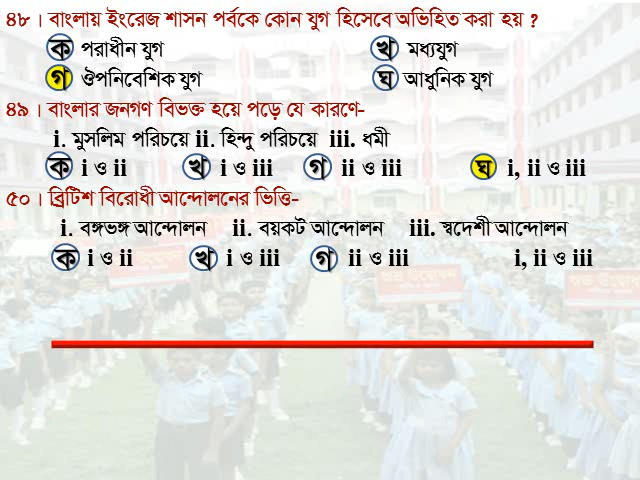 ৪৮। বাংলায় ইংরেজ শাসন পর্বকে কোন যুগ হিসেবে অভিহিত করা হয় ?
ক পরাধীন যুগ খ মধ্যযুগ
গ ঔপনিবেশিক যুগ ঘ আধুনিক যুগ
৪৯। বাংলার জনগণ বিভক্ত হয়ে পড়ে যে কারণে-
i. মুসলিম পরিচয়ে ii. হিন্দু পরিচয়ে iii. ধর্মী
ক i ও ii খ i ও iii গ ii ও iii ঘ i, ii ও iii
৫০। ব্রিটিশ বিরোধী আন্দোলনের ভিত্তি-
i. বঙ্গভঙ্গ আন্দোলন ii. বয়কট আন্দোলন iii. স্বদেশী আন্দোলন
ক i ও ii খ i ও iii গ ii ও iii i, ii ও iii